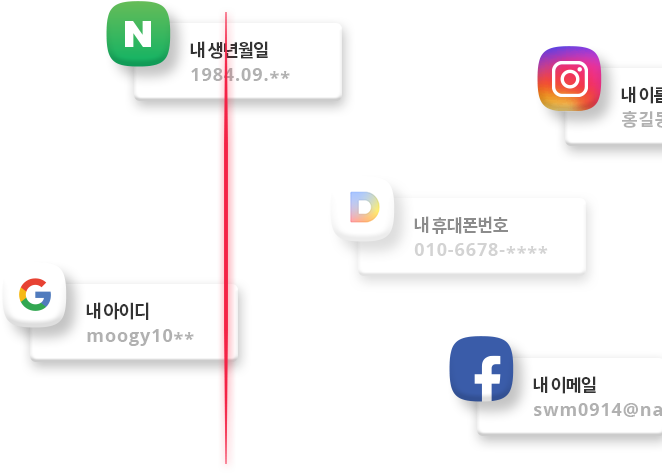 N
내 생년월일
1984.09.**
내 이름
홍길동
D
내 휴대폰번호
010-6678-****
G
내 아이디
moogy10**
f
내 이메일
swm0914@na